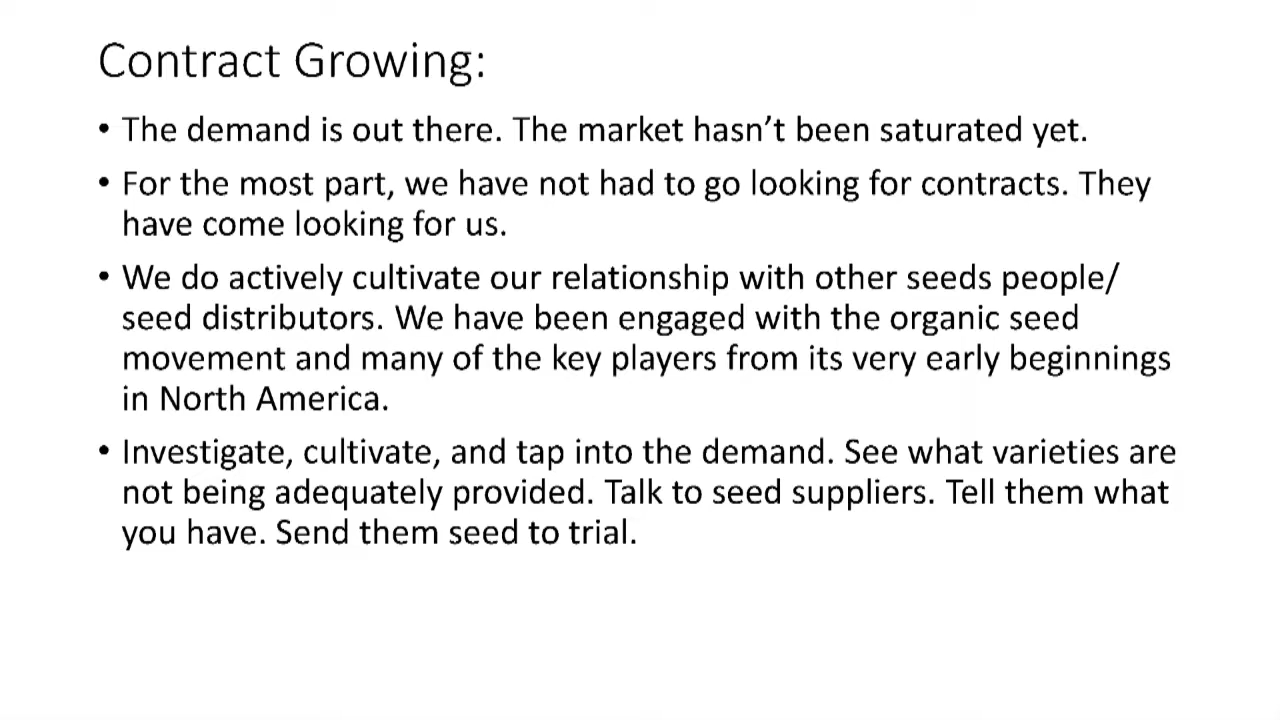 Contract Growing:
• The demand is out there. The market hasn’t been saturated yet.
• For the most part, we have not had to go looking for contracts. They
have come looking for us.
• We do actively cultivate our relationship with other seeds people/
seed distributors. We have been engaged with the organic seed
movement and many of the key players from its very early beginnings
in North America.
• Investigate, cultivate, and tap into the demand. See what varieties are
not being adequately provided. Talk to seed suppliers. Tell them what
you have. Send them seed to trial.